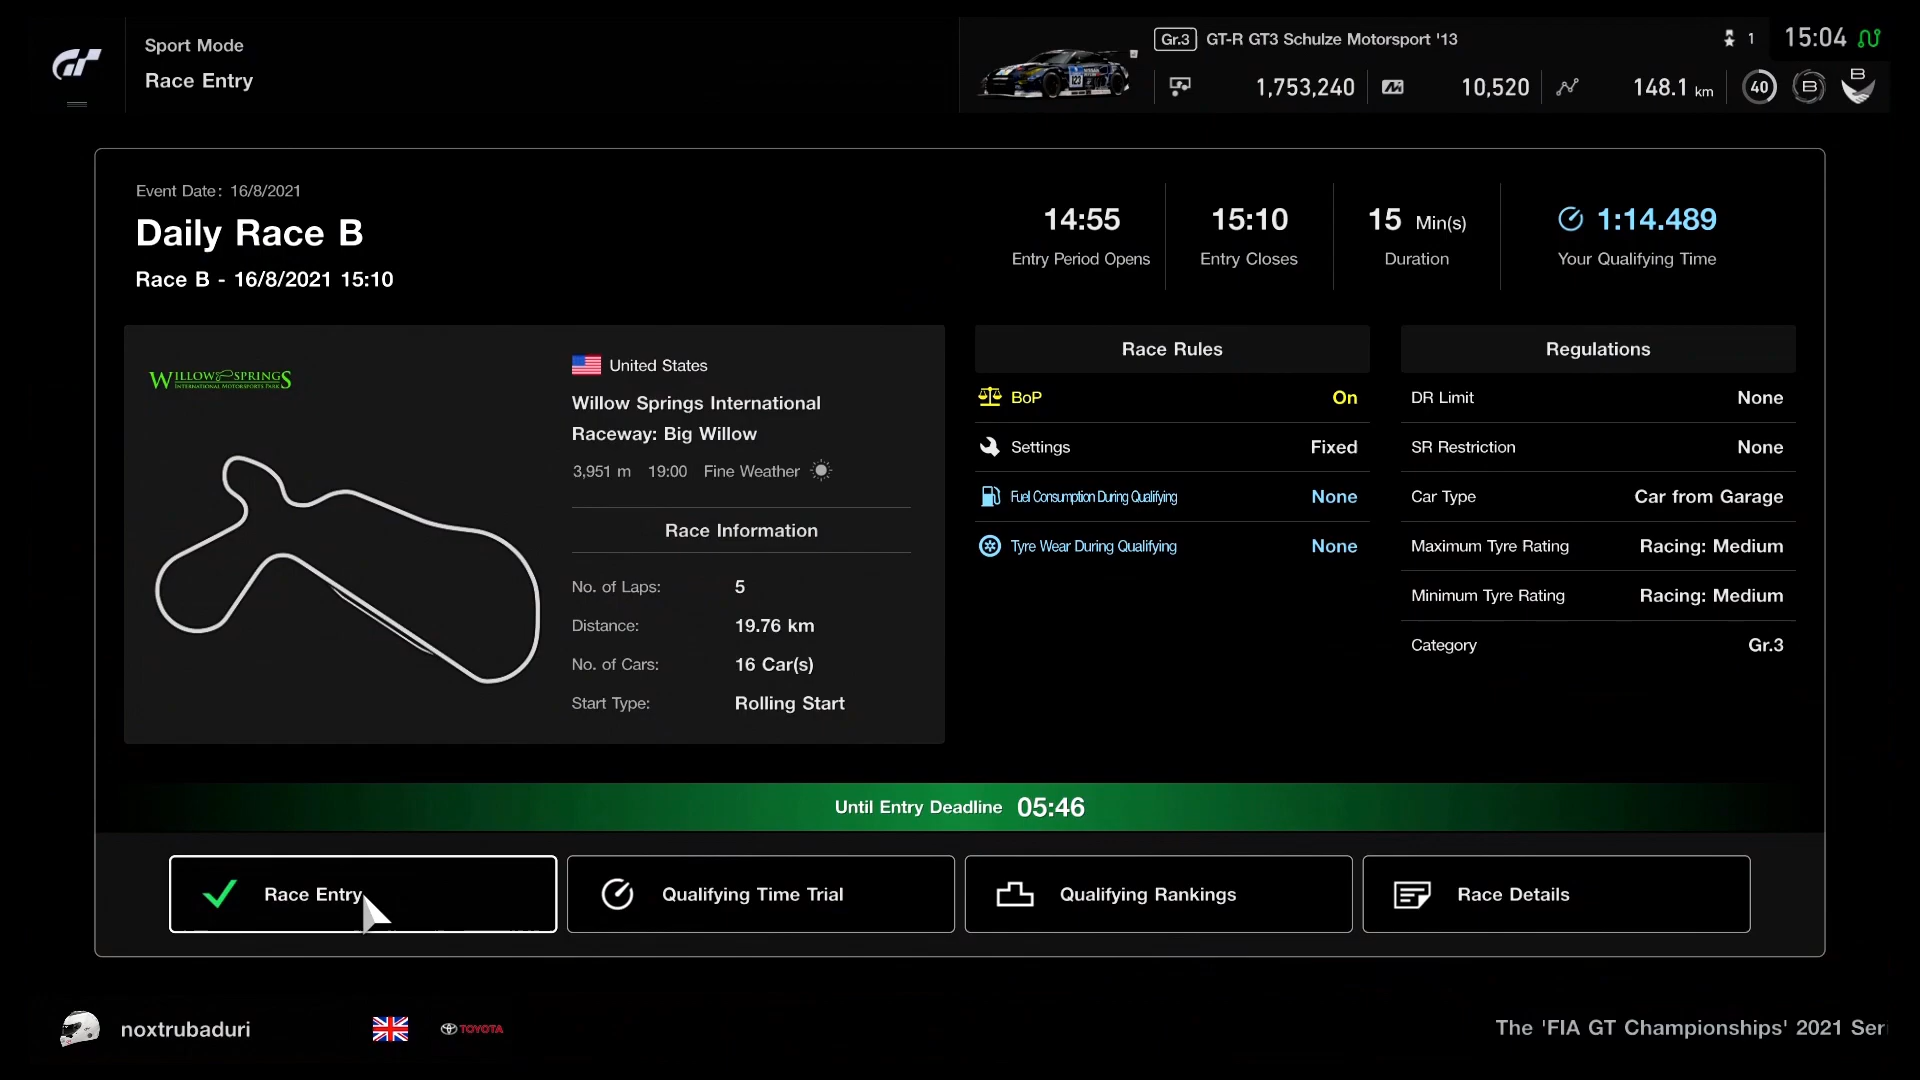 Sport Mode
Race Entry
Gr.3 GT-R GT3 Schulze Motorsport '13
1
15:04
1,753,240
10,520
148.1 km
40
B
B
Event Date: 16/8/2021
Daily Race B
Race B - 16/8/2021 15:10
14:55
Entry Period Opens
15:10
Entry Closes
15 Min(s)
Duration
1:14.489
Your Qualifying Time
WILLOW SPRINGS
INTERNATIONAL MOTORSPORTS PARK
United States
Willow Springs International
Raceway: Big Willow
3,951 m 19:00 Fine Weather
Race Information
No. of Laps: 5
Distance: 19.76 km
No. of Cars: 16 Car(s)
Start Type: Rolling Start
Race Rules
BoP On
Settings Fixed
Fuel Consumption During Qualifying None
Tyre Wear During Qualifying None
Regulations
DR Limit None
SR Restriction None
Car Type Car from Garage
Maximum Tyre Rating Racing: Medium
Minimum Tyre Rating Racing: Medium
Category Gr.3
Until Entry Deadline 05:46
Race Entry
Qualifying Time Trial
Qualifying Rankings
Race Details
noxtrubaduri
TOYOTA
The 'FIA GT Championships' 2021 Seri